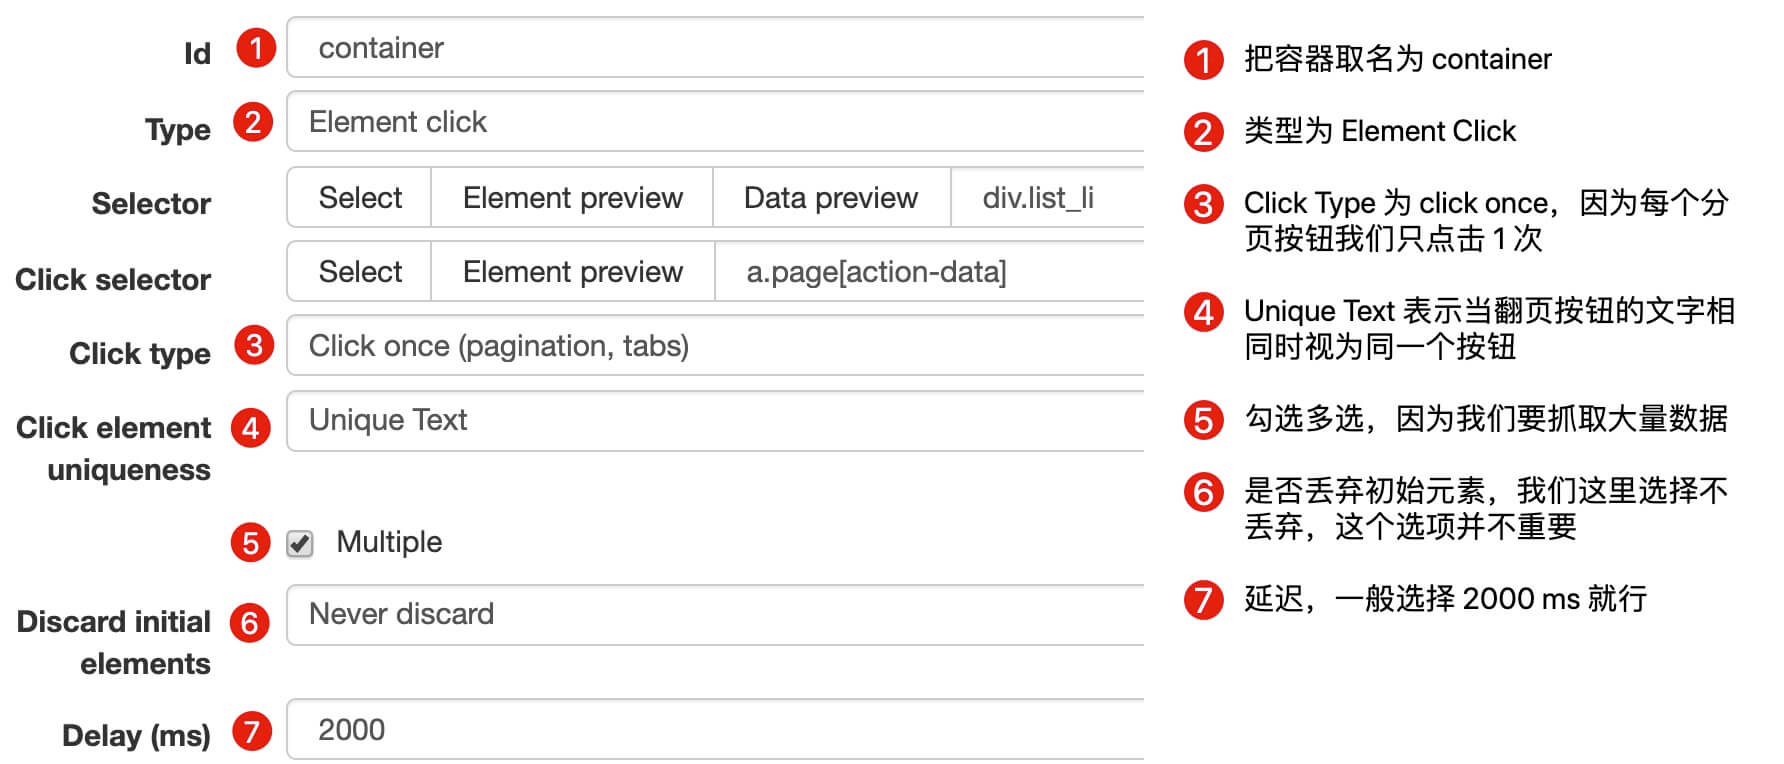 Id 1 container
Type 2 Element click
Selector Select Element preview Data preview div.list_li
Click selector Select Element preview a.page[action-data]
Click type 3 Click once (pagination, tabs)
Click element 4 Unique Text
uniqueness
5 Multiple
Discard initial 6 Never discard
elements
Delay (ms) 7 2000
1 把容器取名为 container
2 类型为 Element Click
3 Click Type 为 click once，因为每个分
页按钮我们只点击 1 次
4 Unique Text 表示当翻页按钮的文字相
同时视为同一个按钮
5 勾选多选，因为我们要抓取大量数据
6 是否丢弃初始元素，我们这里选择不
丢弃，这个选项并不重要
7 延迟，一般选择 2000 ms 就行